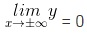 lim y = 0
x→±∞